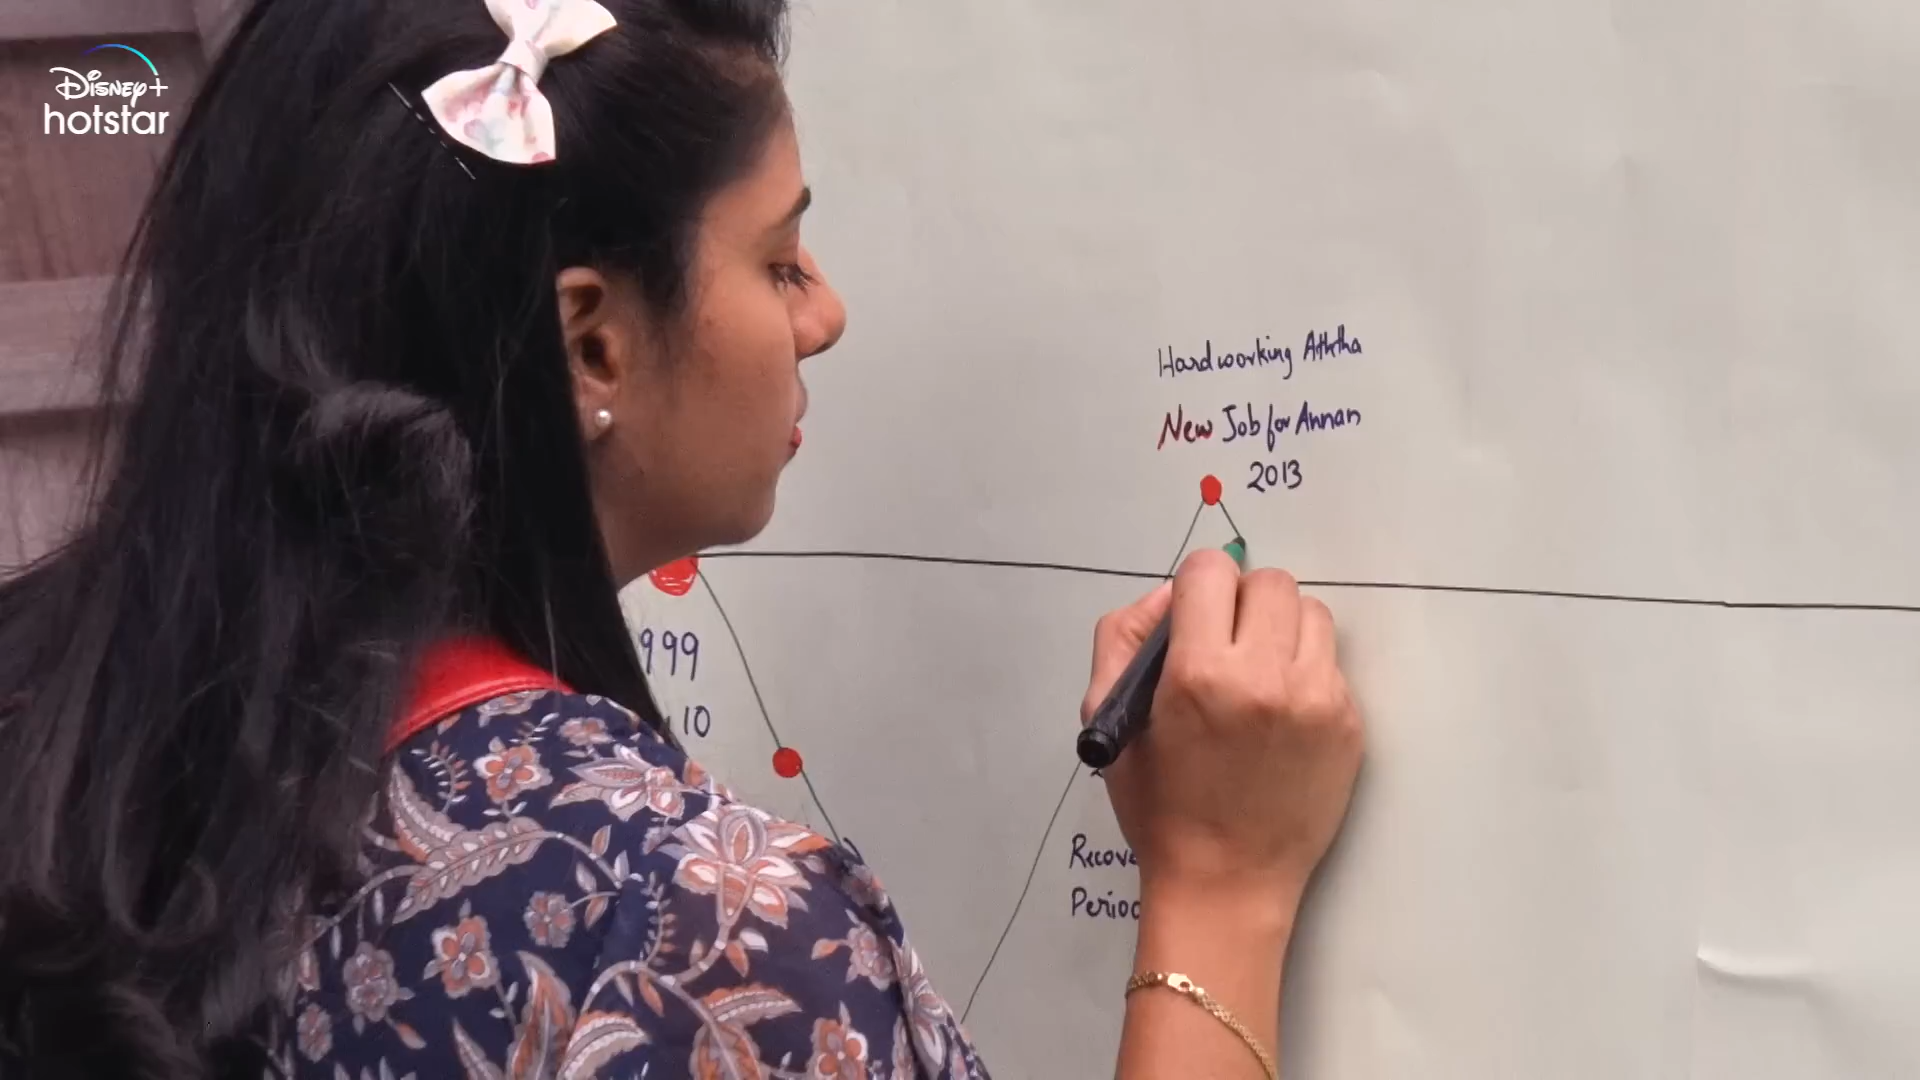 Disney+
hotstar
Hardworking Aththa
New Job for Annan
2013
999
10